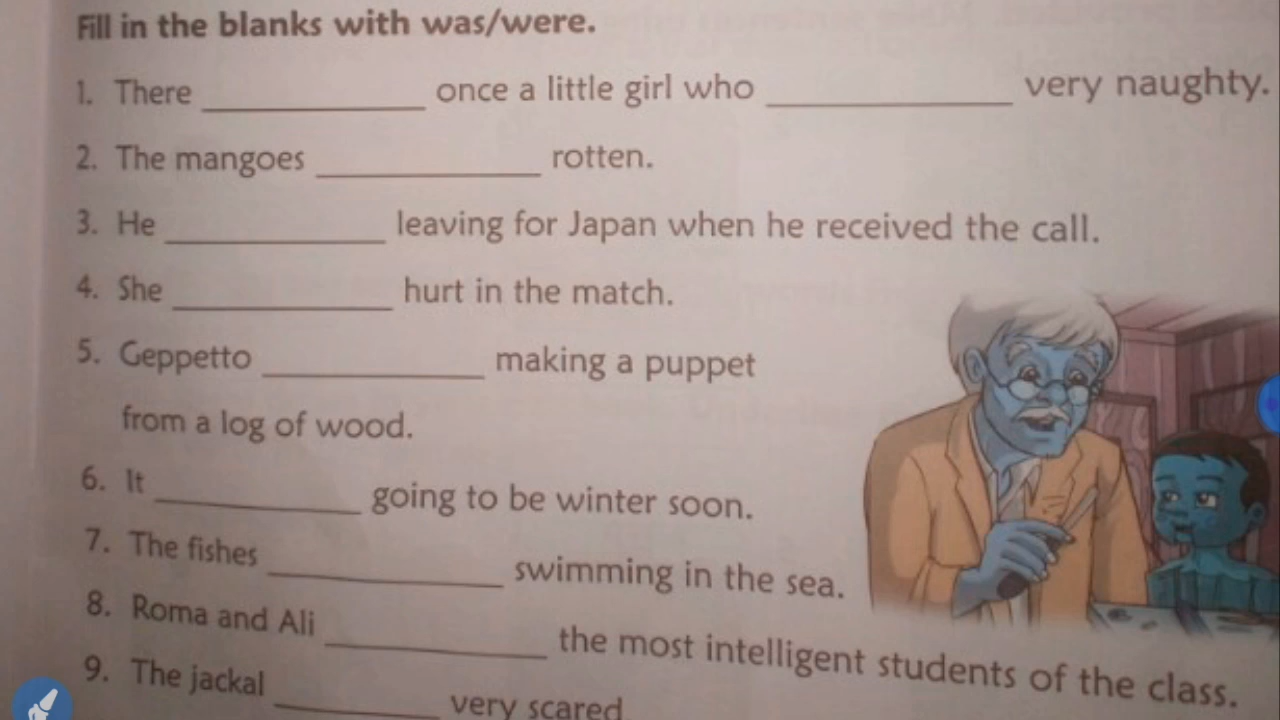 Fill in the blanks with was/were.
1. There ____________ once a little girl who ____________ very naughty.
2. The mangoes ____________ rotten.
3. He ____________ leaving for Japan when he received the call.
4. She ____________ hurt in the match.
5. Geppetto ____________ making a puppet
from a log of wood.
6. It ____________ going to be winter soon.
7. The fishes ____________ swimming in the sea.
8. Roma and Ali ____________ the most intelligent students of the class.
9. The jackal ____________ very scared